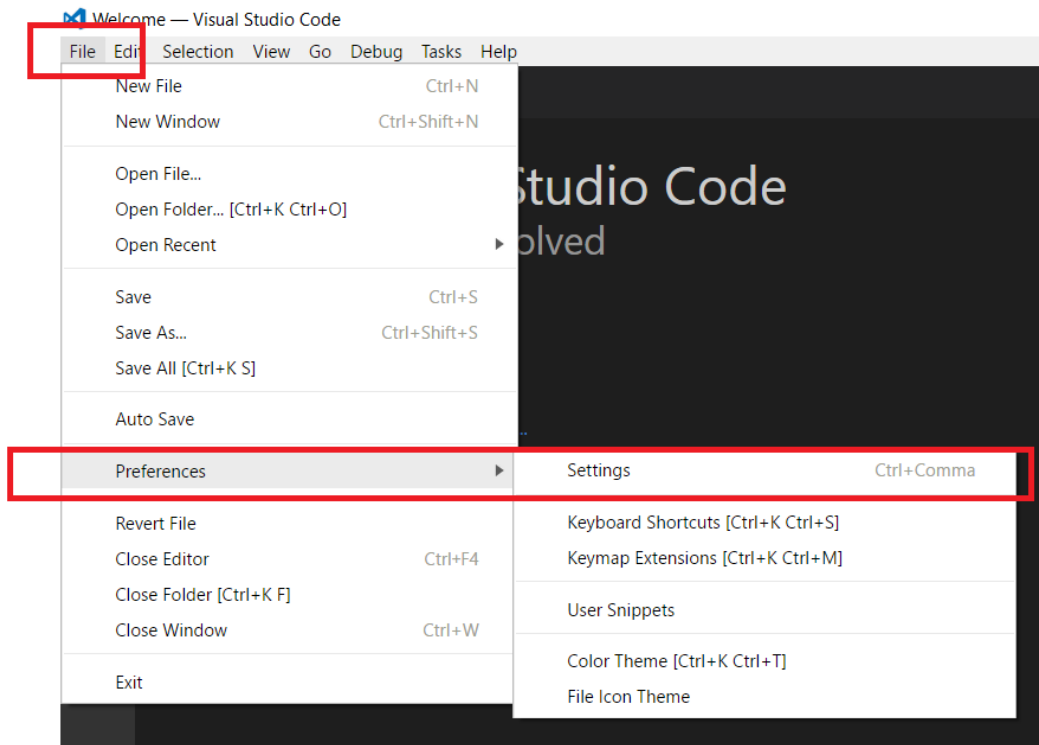 Welcome — Visual Studio Code
File Edit Selection View Go Debug Tasks Help
New File Ctrl+N
New Window Ctrl+Shift+N
Open File...
Open Folder... [Ctrl+K Ctrl+O]
Open Recent
Save Ctrl+S
Save As... Ctrl+Shift+S
Save All [Ctrl+K S]
Auto Save
Preferences
Revert File
Close Editor Ctrl+F4
Close Folder [Ctrl+K F]
Close Window Ctrl+W
Exit
Studio Code
olved
Settings Ctrl+Comma
Keyboard Shortcuts [Ctrl+K Ctrl+S]
Keymap Extensions [Ctrl+K Ctrl+M]
User Snippets
Color Theme [Ctrl+K Ctrl+T]
File Icon Theme